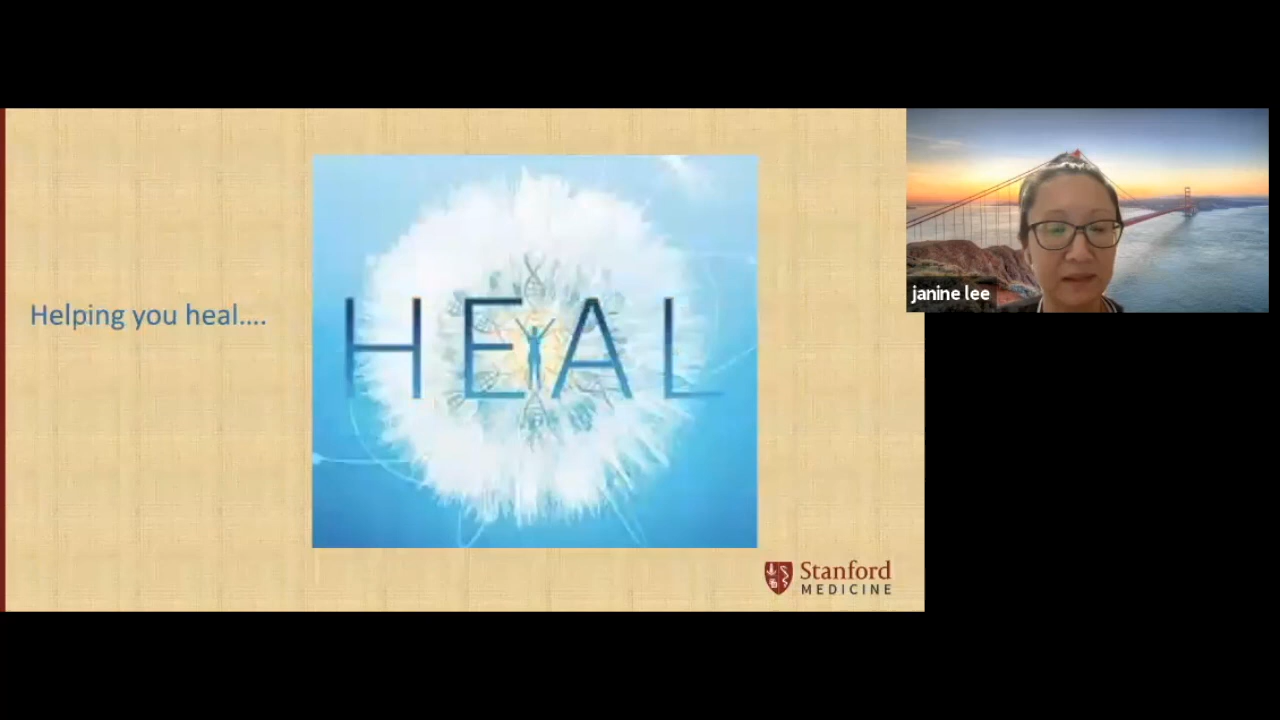 Helping you heal....
HEAL
janine lee
Stanford
MEDICINE